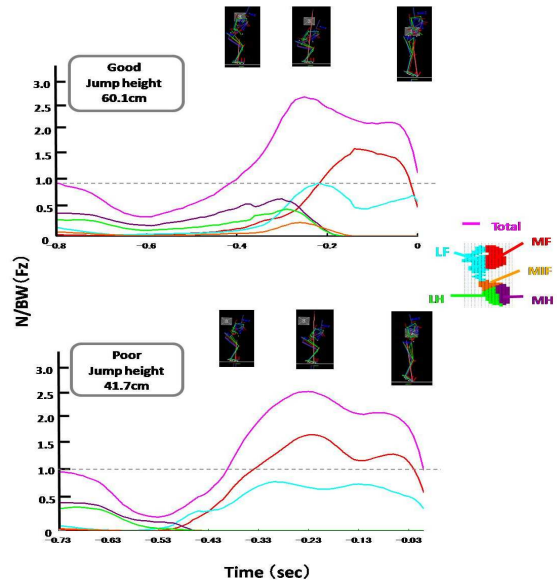 Good
Jump height
60.1cm
3.0
2.5
2.0
1.5
1.0
0.5
0
-0.8
-0.6
-0.4
-0.2
0
Total
LF
MF
MIF
LH
MH
N/BW(Fz)
Poor
Jump height
41.7cm
3.0
2.5
2.0
1.5
1.0
0.5
0
-0.73
-0.63
-0.53
-0.43
-0.33
-0.23
-0.13
-0.03
Time (sec)